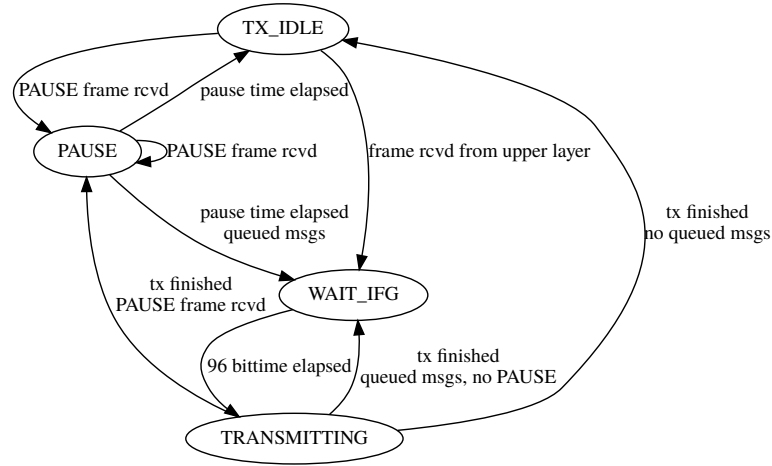 TX_IDLE
PAUSE frame rcvd
pause time elapsed
PAUSE
PAUSE frame rcvd
frame rcvd from upper layer
pause time elapsed
queued msgs
tx finished
no queued msgs
tx finished
PAUSE frame rcvd
WAIT_IFG
96 bittime elapsed
tx finished
queued msgs, no PAUSE
TRANSMITTING